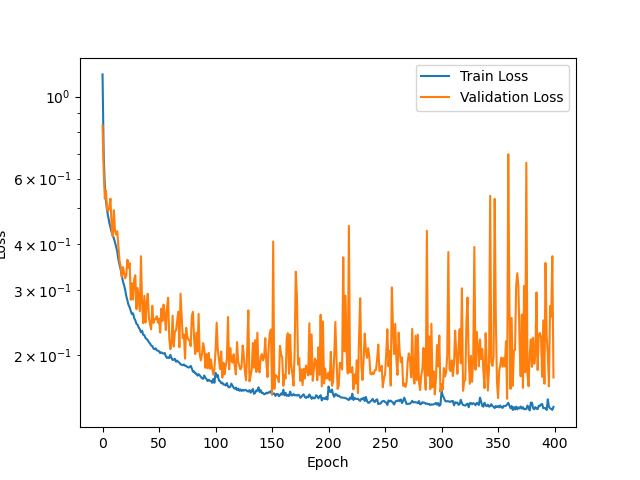 Train Loss
Validation Loss
10⁰
6 × 10⁻¹
4 × 10⁻¹
3 × 10⁻¹
2 × 10⁻¹
Loss
0 50 100 150 200 250 300 350 400
Epoch